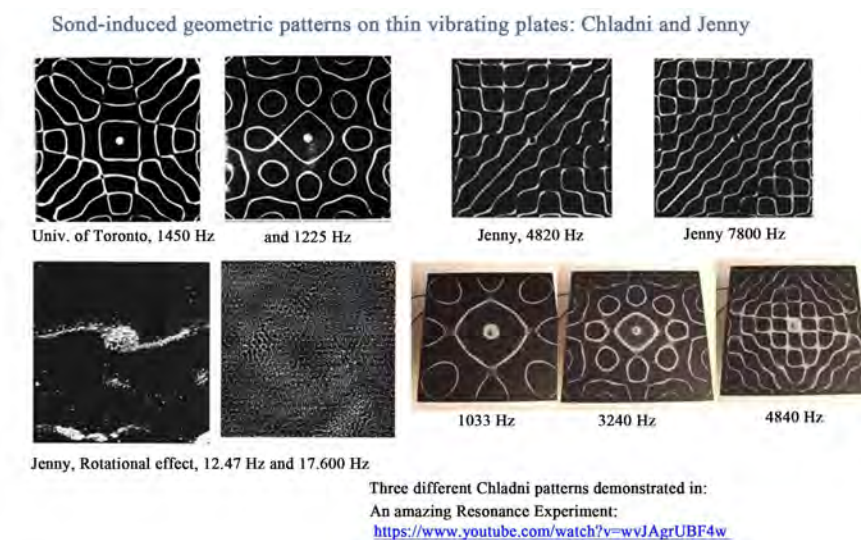 Sond-induced geometric patterns on thin vibrating plates: Chladni and Jenny
Univ. of Toronto, 1450 Hz
and 1225 Hz
Jenny, 4820 Hz
Jenny 7800 Hz
1033 Hz
3240 Hz
4840 Hz
Jenny, Rotational effect, 12.47 Hz and 17.600 Hz
Three different Chladni patterns demonstrated in:
An amazing Resonance Experiment:
https://www.youtube.com/watch?v=wvJAgrUBF4w